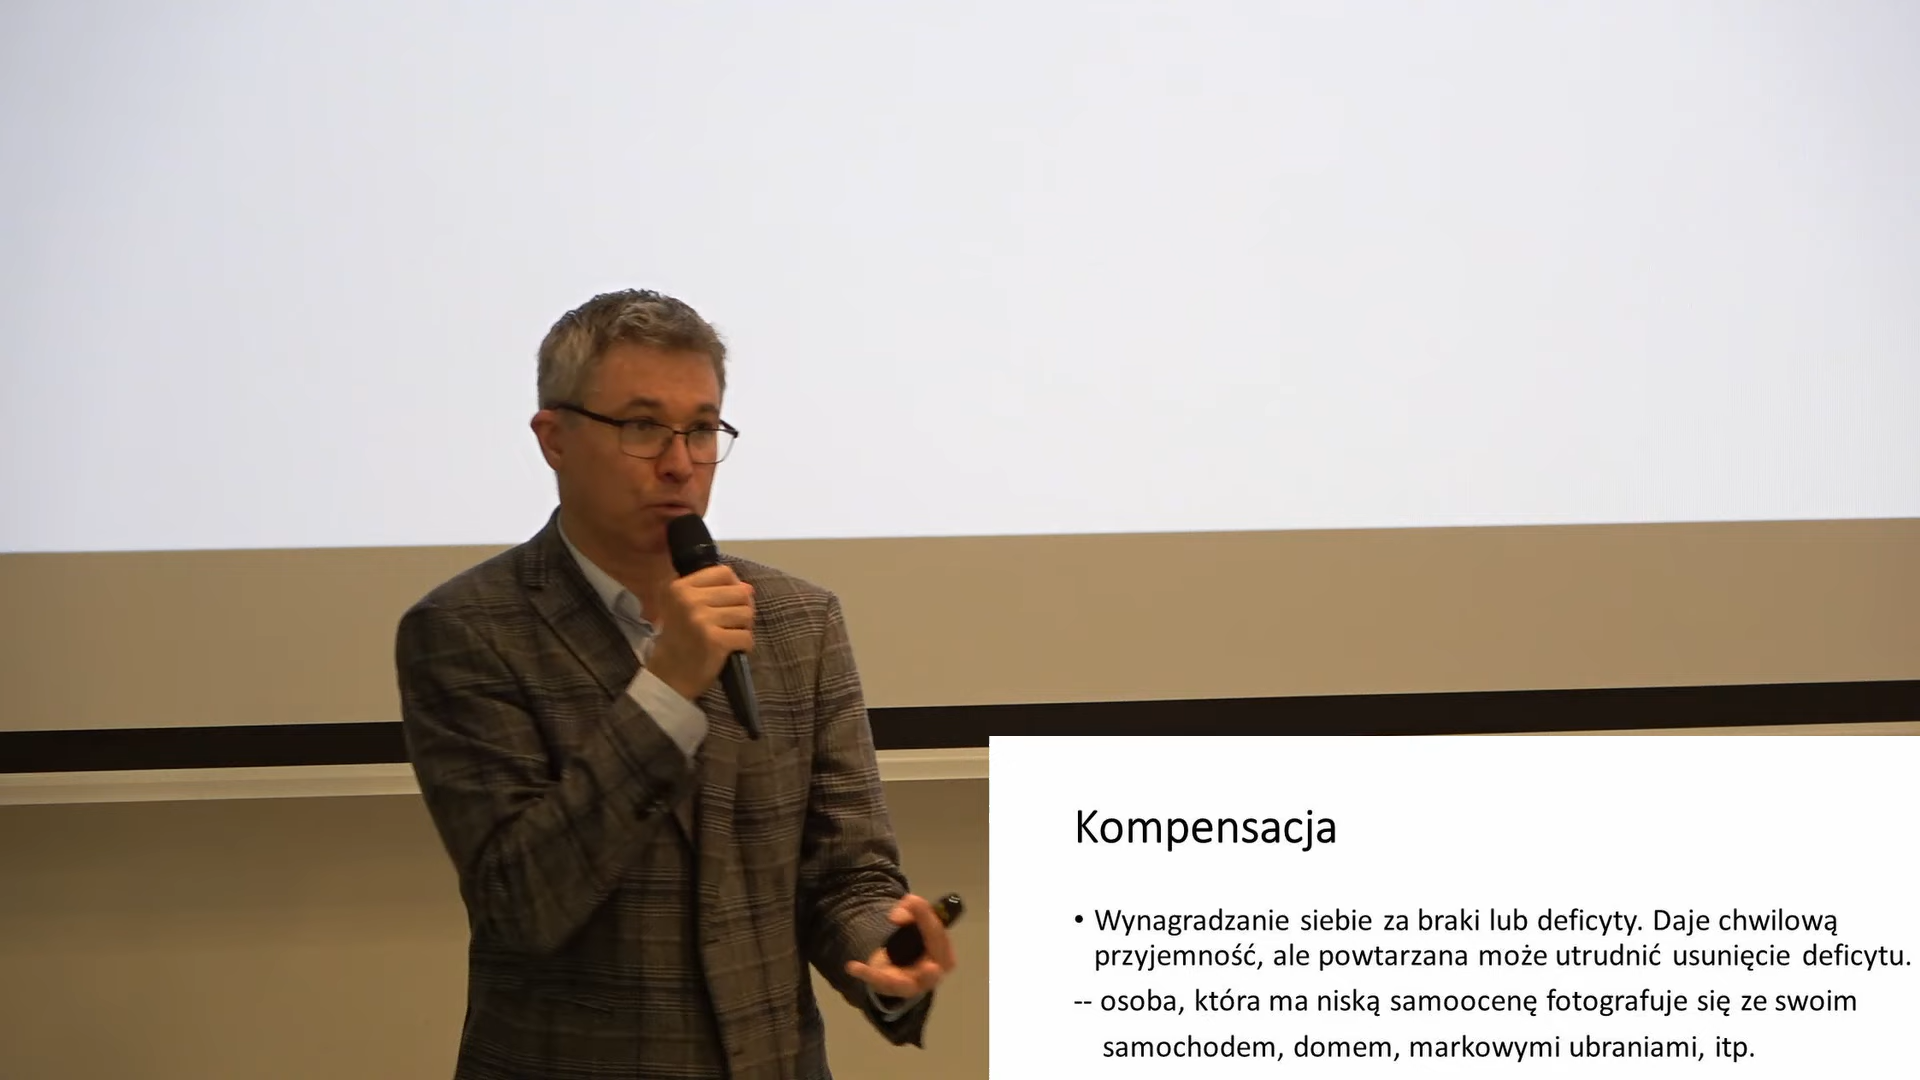 Kompensacja
• Wynagradzanie siebie za braki lub deficyty. Daje chwilową
przyjemność, ale powtarzana może utrudnić usunięcie deficytu.
-- osoba, która ma niską samoocenę fotografuje się ze swoim
samochodem, domem, markowymi ubraniami, itp.